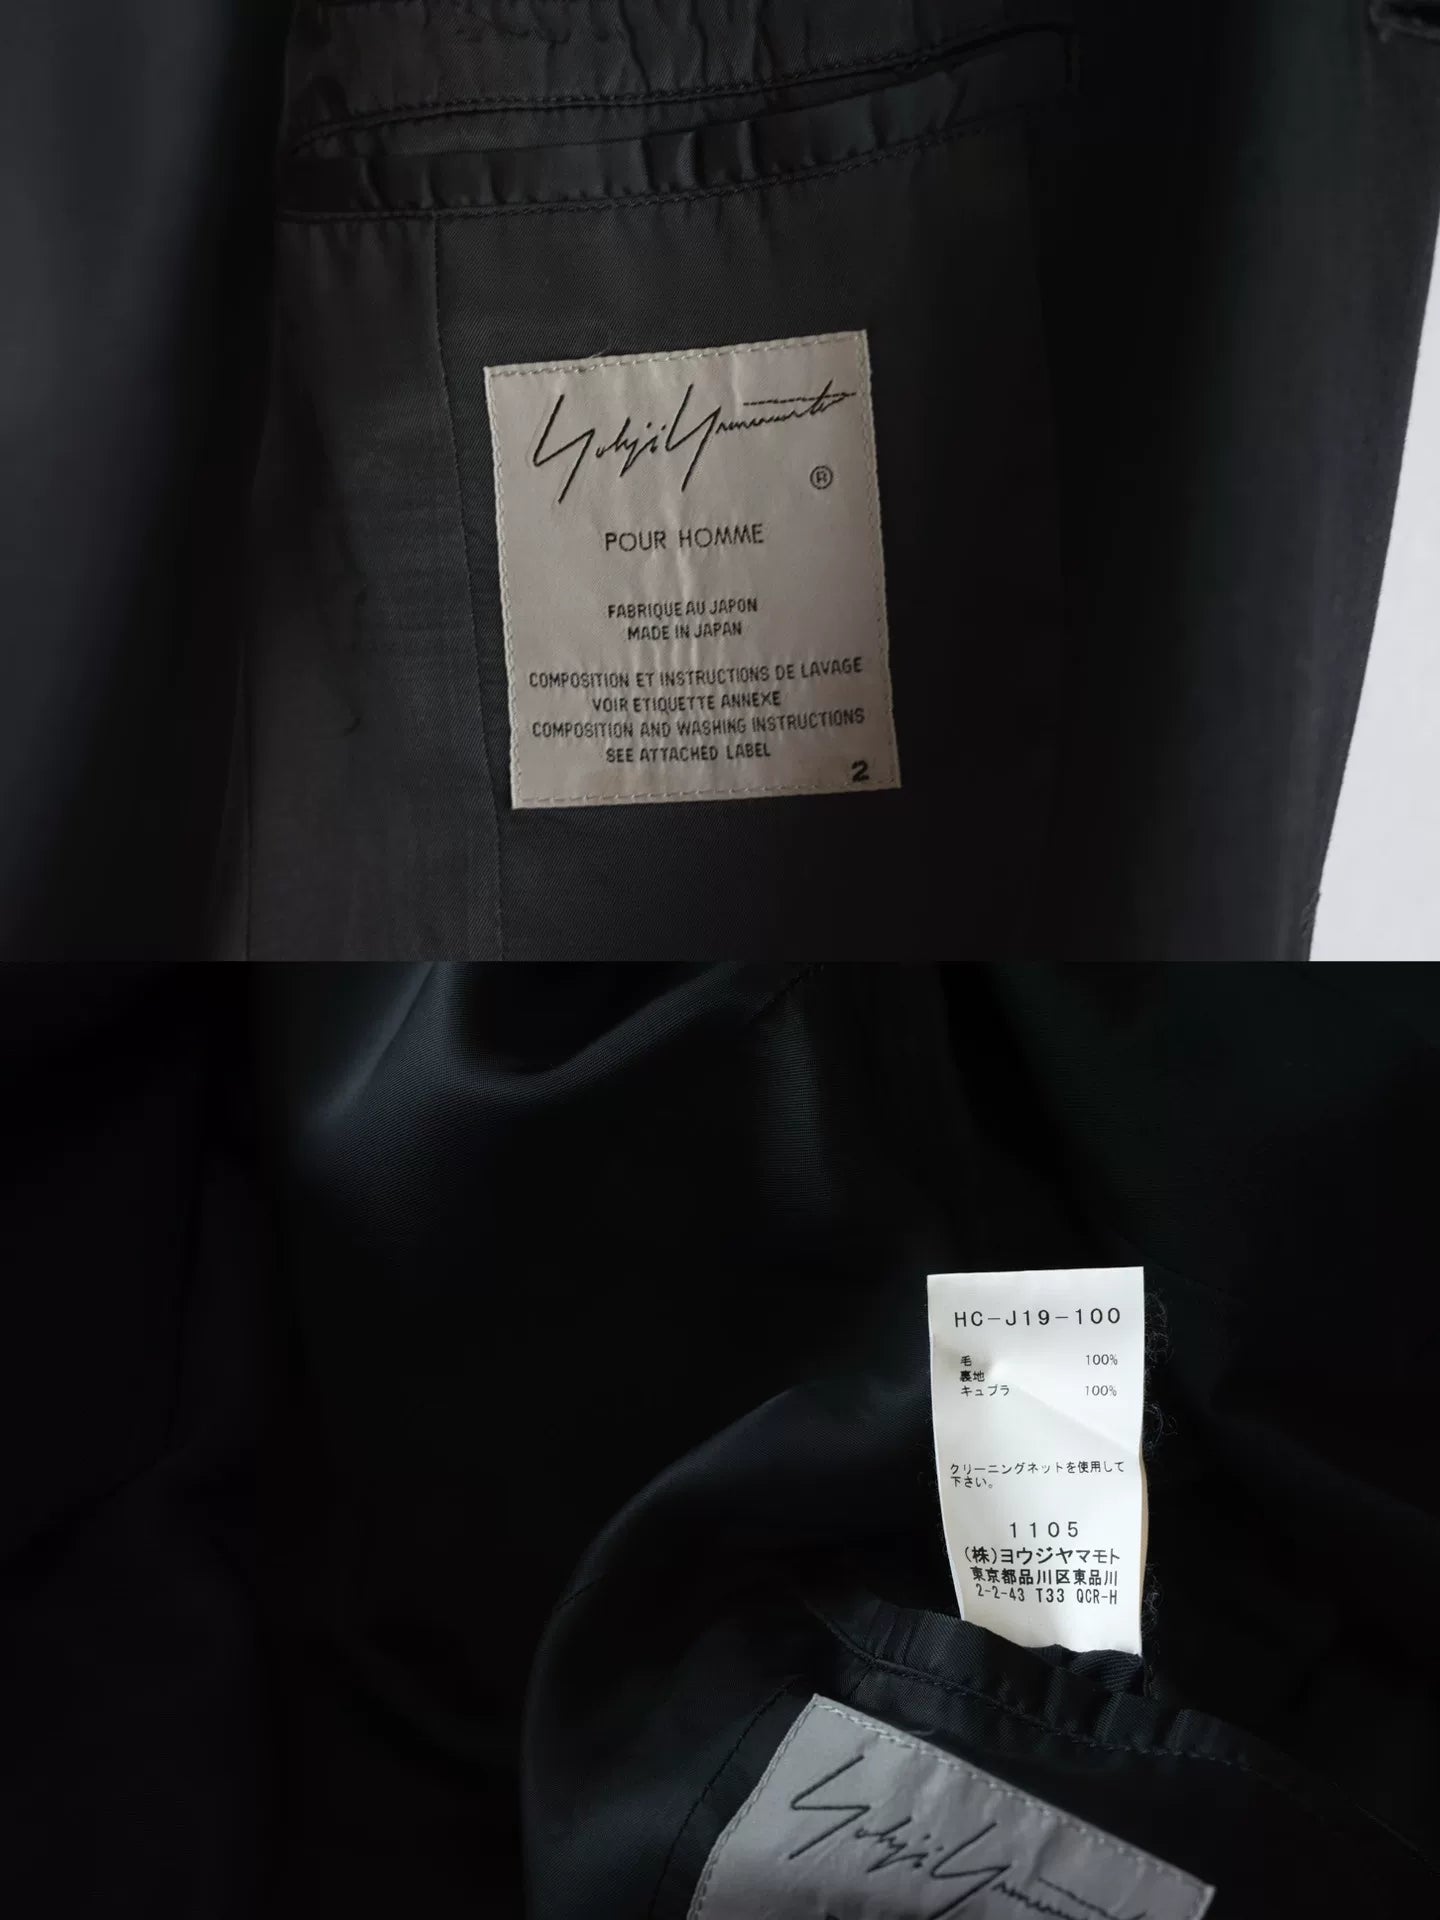 Yohji Yamamoto
®
POUR HOMME
FABRIQUE AU JAPON
MADE IN JAPAN
COMPOSITION ET INSTRUCTIONS DE LAVAGE
VOIR ETIQUETTE ANNEXE
COMPOSITION AND WASHING INSTRUCTIONS
SEE ATTACHED LABEL
2
HC-J19-100
毛 100%
裏地
キュプラ 100%
クリーニングネットを使用して
下さい。
1105
(株)ヨウジヤマモト
東京都品川区東品川
2-2-43 T33 QCR-H
Yohji Yamamoto